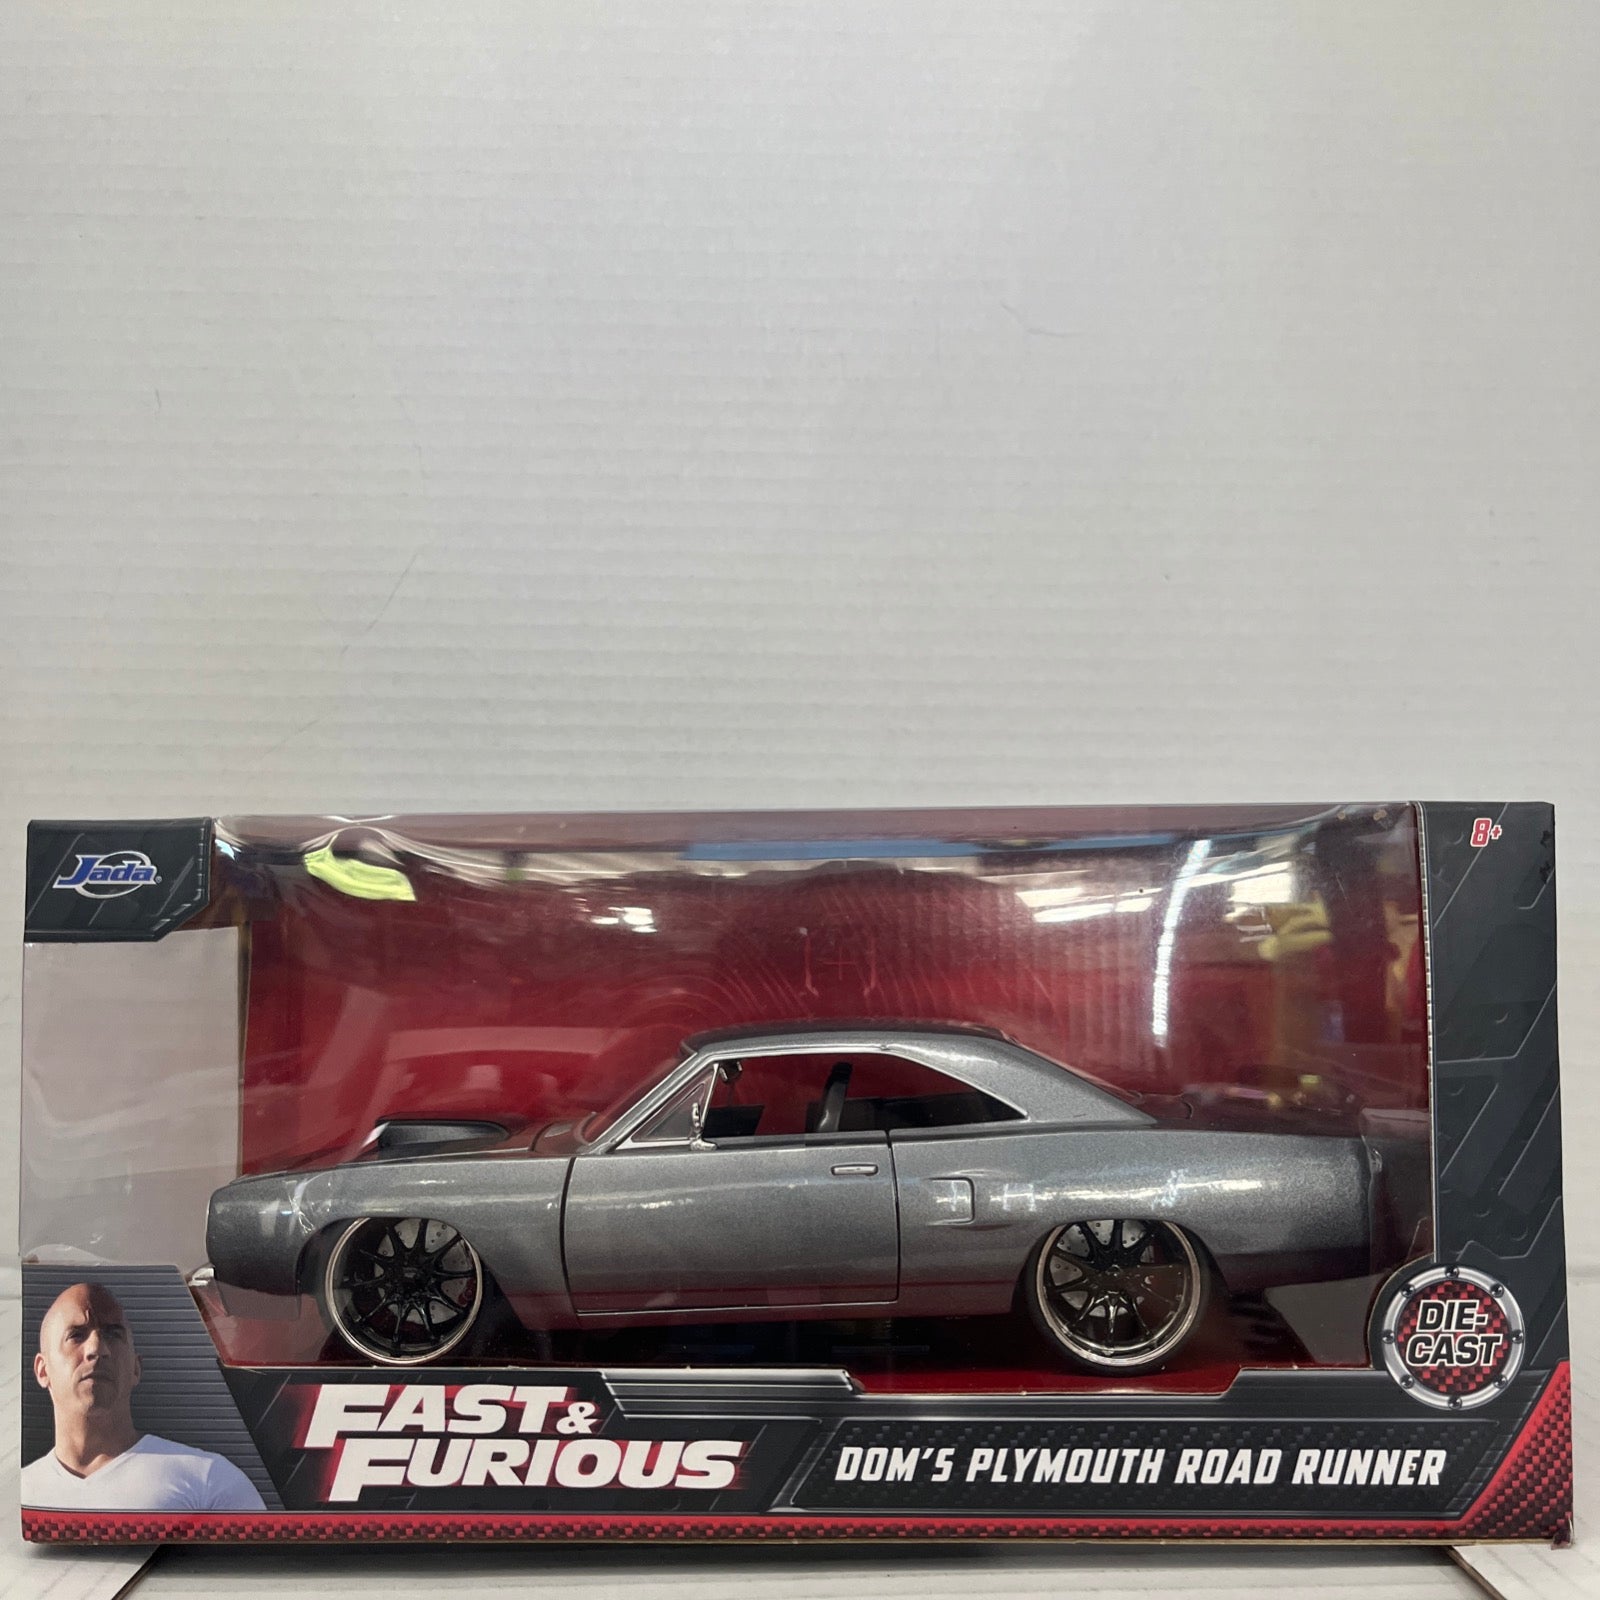 Jada
8+
DIE-
CAST
FAST &
FURIOUS
DOM'S PLYMOUTH ROAD RUNNER